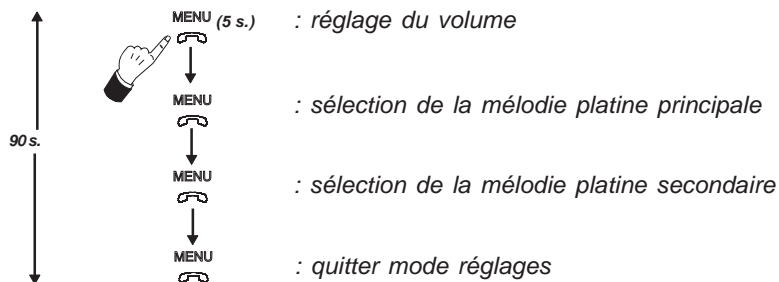 MENU (5 s.) : réglage du volume
MENU : sélection de la mélodie platine principale
90 s.
MENU : sélection de la mélodie platine secondaire
MENU : quitter mode réglages